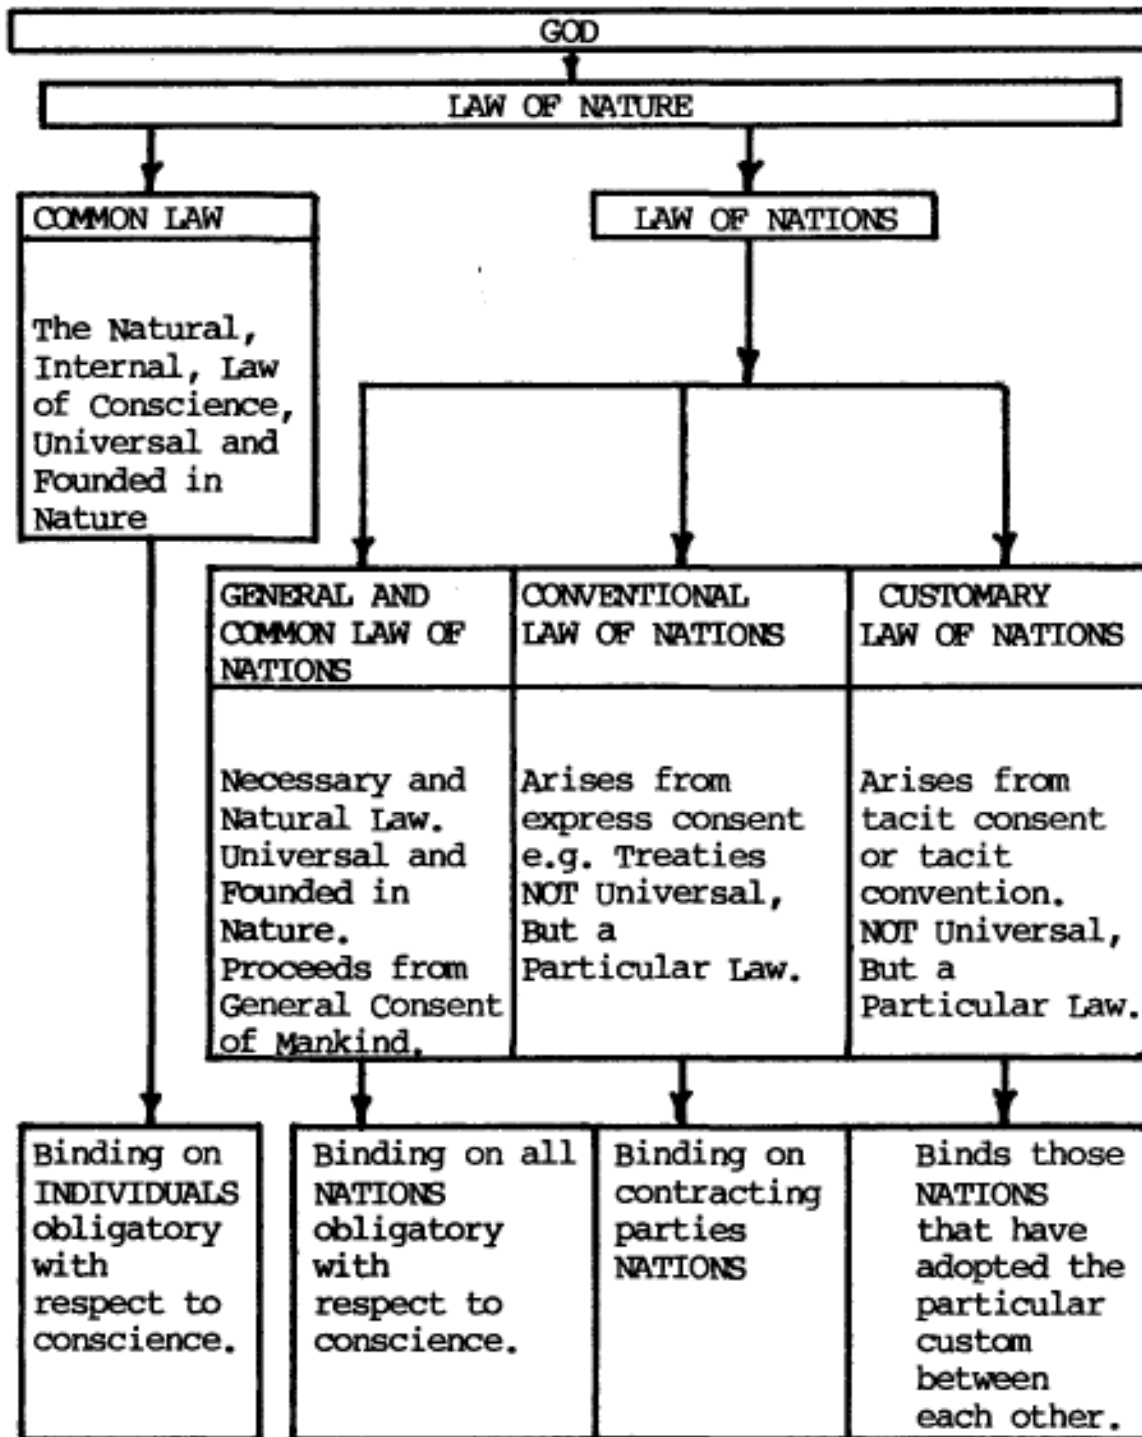 GOD
LAW OF NATURE
COMMON LAW
The Natural,
Internal, Law
of Conscience,
Universal and
Founded in
Nature
LAW OF NATIONS
GENERAL AND
COMMON LAW OF
NATIONS
Necessary and
Natural Law.
Universal and
Founded in
Nature.
Proceeds from
General Consent
of Mankind.
CONVENTIONAL
LAW OF NATIONS
Arises from
express consent
e.g. Treaties
NOT Universal,
But a
Particular Law.
CUSTOMARY
LAW OF NATIONS
Arises from
tacit consent
or tacit
convention.
NOT Universal,
But a
Particular Law.
Binding on
INDIVIDUALS
obligatory
with
respect to
conscience.
Binding on all
NATIONS
obligatory
with
respect to
conscience.
Binding on
contracting
parties
NATIONS
Binds those
NATIONS
that have
adopted the
particular
custom
between
each other.